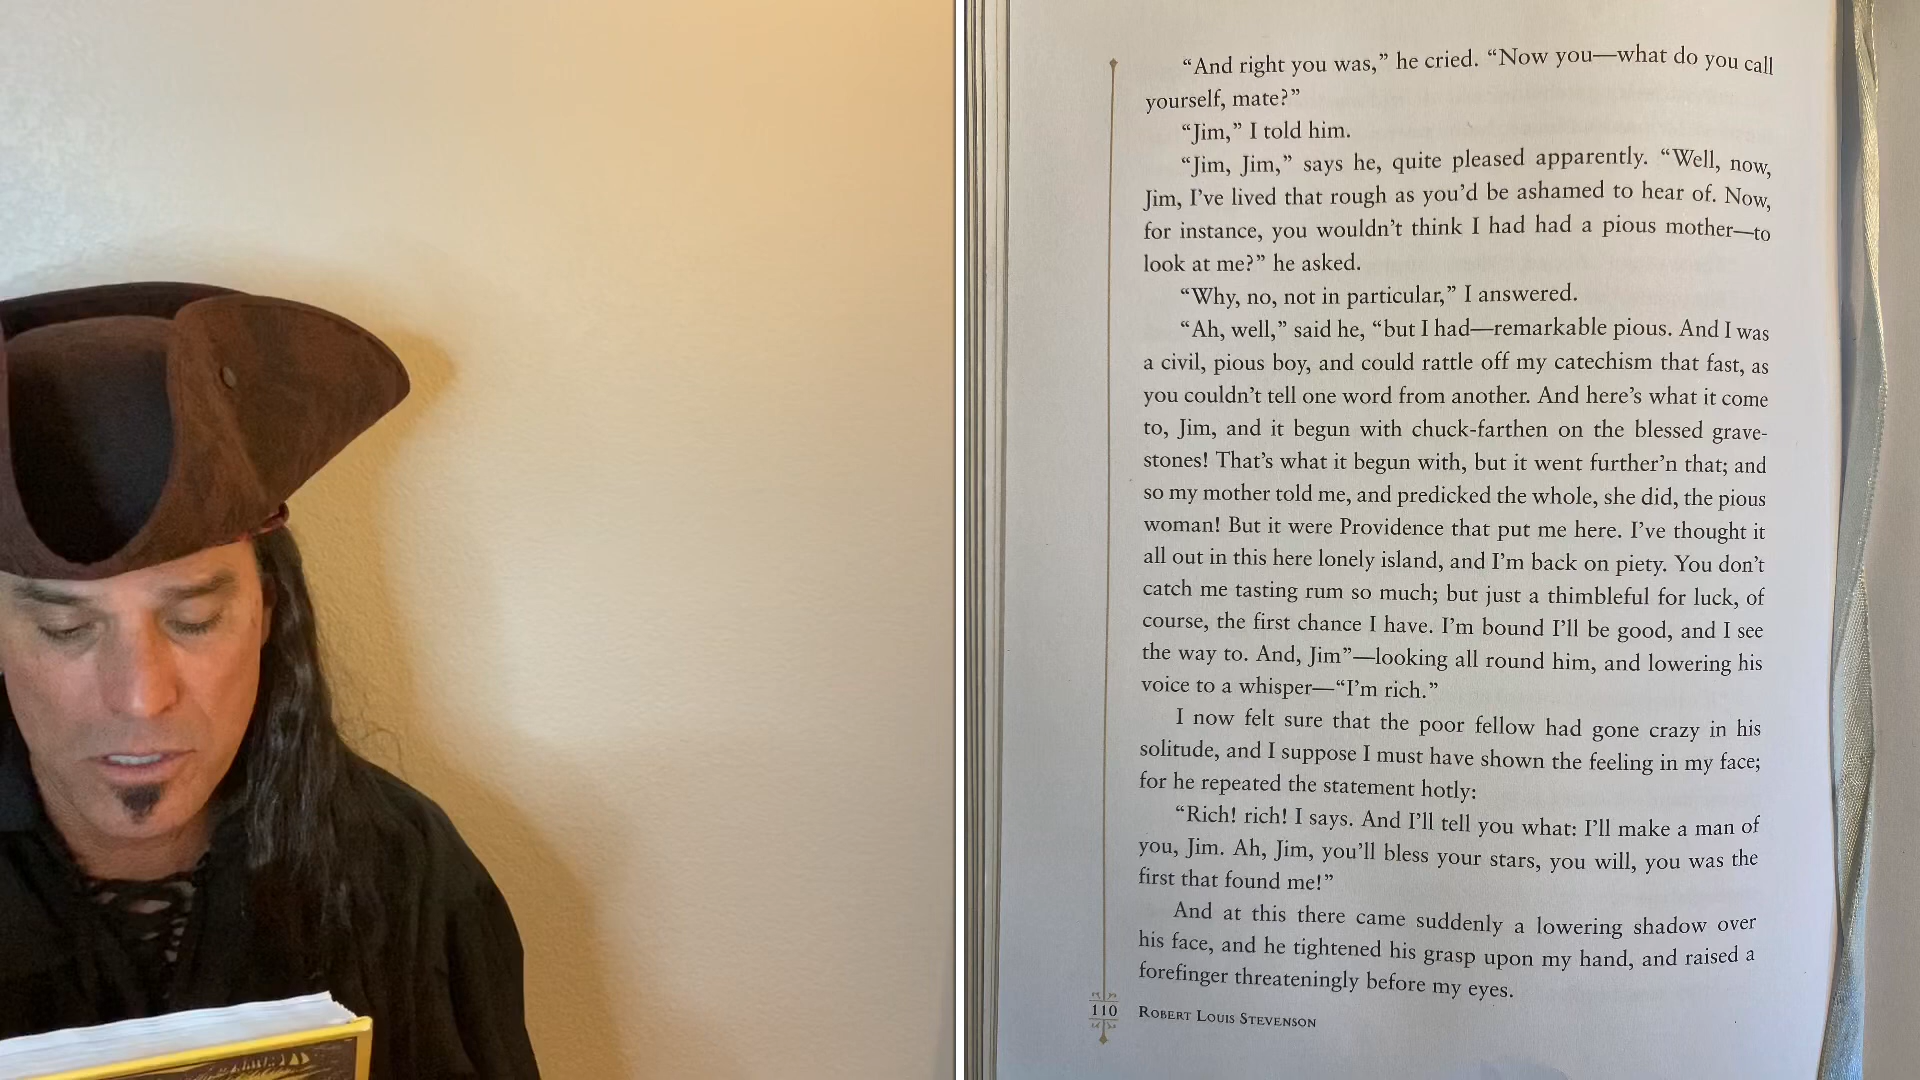 “And right you was,” he cried. “Now you—what do you call
yourself, mate?”
“Jim,” I told him.
“Jim, Jim,” says he, quite pleased apparently. “Well, now,
Jim, I’ve lived that rough as you’d be ashamed to hear of. Now,
for instance, you wouldn’t think I had had a pious mother—to
look at me?” he asked.
“Why, no, not in particular,” I answered.
“Ah, well,” said he, “but I had—remarkable pious. And I was
a civil, pious boy, and could rattle off my catechism that fast, as
you couldn’t tell one word from another. And here’s what it come
to, Jim, and it begun with chuck-farthen on the blessed grave-
stones! That’s what it begun with, but it went further’n that; and
so my mother told me, and predicked the whole, she did, the pious
woman! But it were Providence that put me here. I’ve thought it
all out in this here lonely island, and I’m back on piety. You don’t
catch me tasting rum so much; but just a thimbleful for luck, of
course, the first chance I have. I’m bound I’ll be good, and I see
the way to. And, Jim”—looking all round him, and lowering his
voice to a whisper—“I’m rich.”
I now felt sure that the poor fellow had gone crazy in his
solitude, and I suppose I must have shown the feeling in my face;
for he repeated the statement hotly:
“Rich! rich! I says. And I’ll tell you what: I’ll make a man of
you, Jim. Ah, Jim, you’ll bless your stars, you will, you was the
first that found me!”
And at this there came suddenly a lowering shadow over
his face, and he tightened his grasp upon my hand, and raised a
forefinger threateningly before my eyes.
110 Robert Louis Stevenson